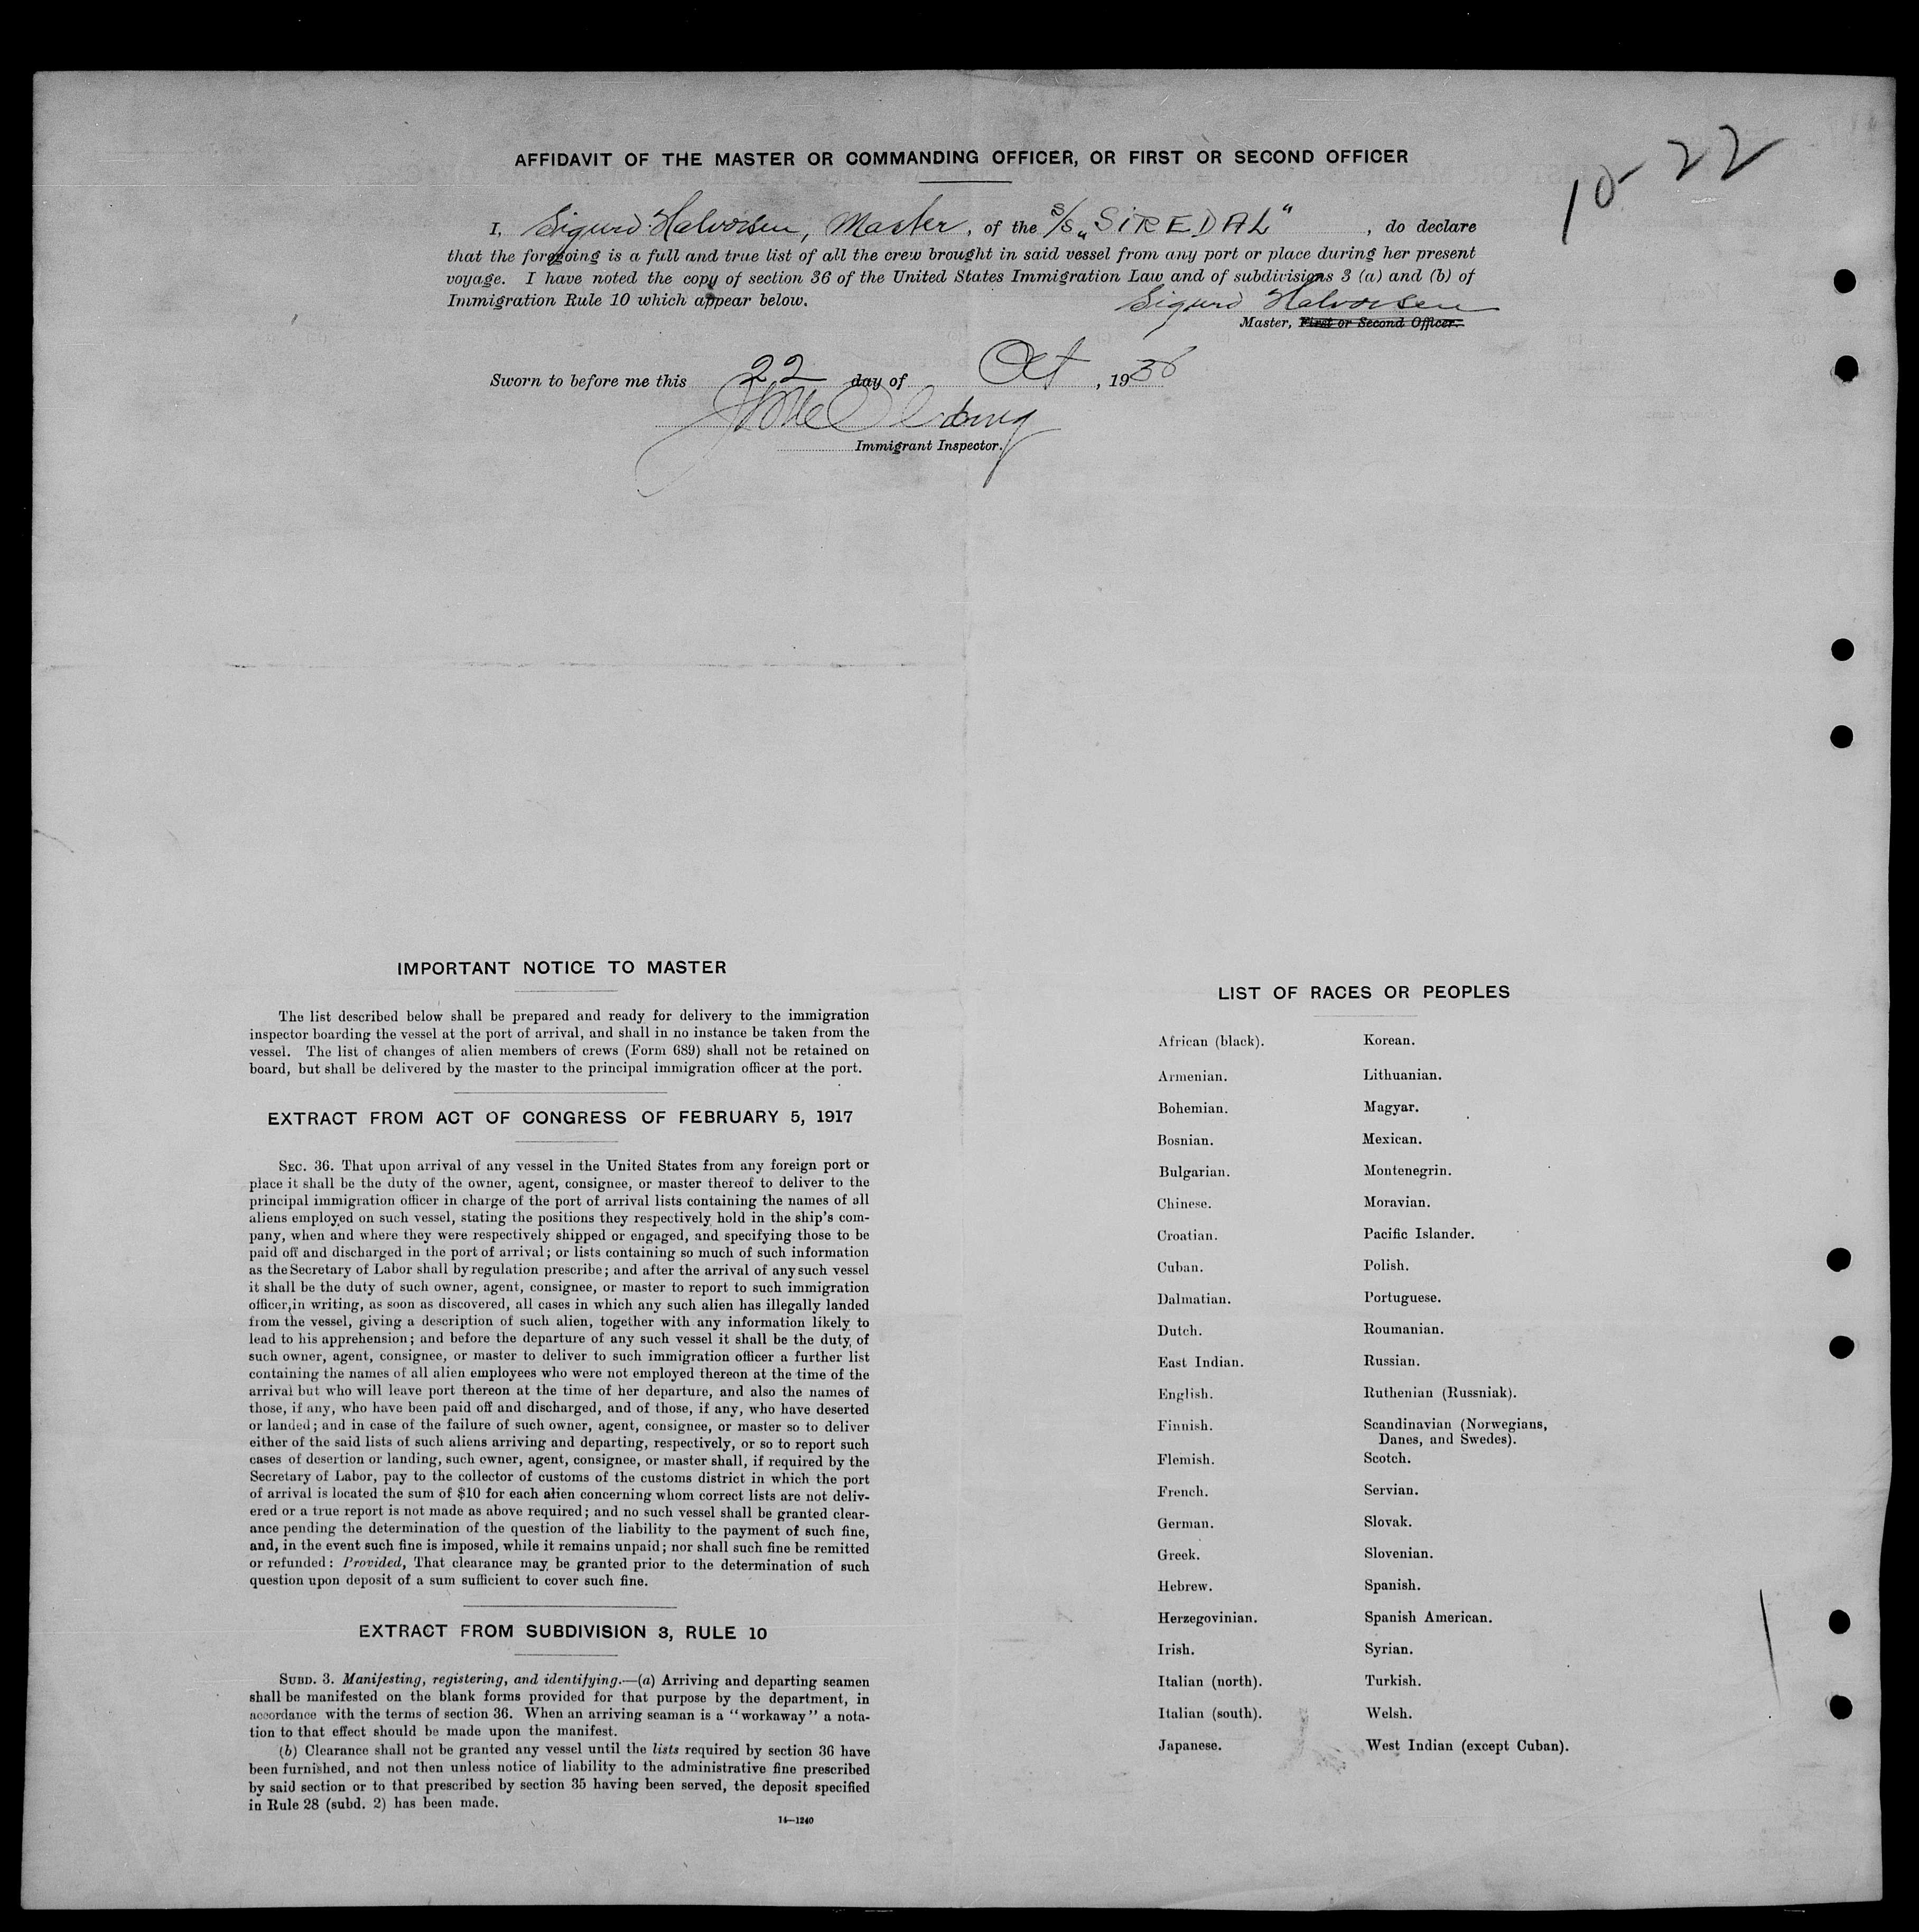 10-22
AFFIDAVIT OF THE MASTER OR COMMANDING OFFICER, OR FIRST OR SECOND OFFICER
I, Sigurd Halvorsen, Master, of the S/S „SiREDAL", do declare
that the foregoing is a full and true list of all the crew brought in said vessel from any port or place during her present
voyage. I have noted the copy of section 36 of the United States Immigration Law and of subdivisions 3 (a) and (b) of
Immigration Rule 10 which appear below.
Sigurd Halvorsen
Master, First or Second Officer.
Sworn to before me this 22 day of Oct, 1936
Immigrant Inspector.
IMPORTANT NOTICE TO MASTER
The list described below shall be prepared and ready for delivery to the immigration
inspector boarding the vessel at the port of arrival, and shall in no instance be taken from the
vessel. The list of changes of alien members of crews (Form 689) shall not be retained on
board, but shall be delivered by the master to the principal immigration officer at the port.
EXTRACT FROM ACT OF CONGRESS OF FEBRUARY 5, 1917
SEC. 36. That upon arrival of any vessel in the United States from any foreign port or
place it shall be the duty of the owner, agent, consignee, or master thereof to deliver to the
principal immigration officer in charge of the port of arrival lists containing the names of all
aliens employed on such vessel, stating the positions they respectively hold in the ship's com-
pany, when and where they were respectively shipped or engaged, and specifying those to be
paid off and discharged in the port of arrival; or lists containing so much of such information
as the Secretary of Labor shall by regulation prescribe; and after the arrival of any such vessel
it shall be the duty of such owner, agent, consignee, or master to report to such immigration
officer, in writing, as soon as discovered, all cases in which any such alien has illegally landed
from the vessel, giving a description of such alien, together with any information likely to
lead to his apprehension; and before the departure of any such vessel it shall be the duty of
such owner, agent, consignee, or master to deliver to such immigration officer a further list
containing the names of all alien employees who were not employed thereon at the time of the
arrival but who will leave port thereon at the time of her departure, and also the names of
those, if any, who have been paid off and discharged, and of those, if any, who have deserted
or landed; and in case of the failure of such owner, agent, consignee, or master so to deliver
either of the said lists of such aliens arriving and departing, respectively, or so to report such
cases of desertion or landing, such owner, agent, consignee, or master shall, if required by the
Secretary of Labor, pay to the collector of customs of the customs district in which the port
of arrival is located the sum of $10 for each alien concerning whom correct lists are not deliv-
ered or a true report is not made as above required; and no such vessel shall be granted clear-
ance pending the determination of the question of the liability to the payment of such fine,
and, in the event such fine is imposed, while it remains unpaid; nor shall such fine be remitted
or refunded: Provided, That clearance may be granted prior to the determination of such
question upon deposit of a sum sufficient to cover such fine.
EXTRACT FROM SUBDIVISION 3, RULE 10
SUBD. 3. Manifesting, registering, and identifying.—(a) Arriving and departing seamen
shall be manifested on the blank forms provided for that purpose by the department, in
accordance with the terms of section 36. When an arriving seaman is a "workaway" a nota-
tion to that effect should be made upon the manifest.
(b) Clearance shall not be granted any vessel until the lists required by section 36 have
been furnished, and not then unless notice of liability to the administrative fine prescribed
by said section or to that prescribed by section 35 having been served, the deposit specified
in Rule 28 (subd. 2) has been made.
14—1240
LIST OF RACES OR PEOPLES
African (black).
Armenian.
Bohemian.
Bosnian.
Bulgarian.
Chinese.
Croatian.
Cuban.
Dalmatian.
Dutch.
East Indian.
English.
Finnish.
Flemish.
French.
German.
Greek.
Hebrew.
Herzegovinian.
Irish.
Italian (north).
Italian (south).
Japanese.
Korean.
Lithuanian.
Magyar.
Mexican.
Montenegrin.
Moravian.
Pacific Islander.
Polish.
Portuguese.
Roumanian.
Russian.
Ruthenian (Russniak).
Scandinavian (Norwegians,
Danes, and Swedes).
Scotch.
Servian.
Slovak.
Slovenian.
Spanish.
Spanish American.
Syrian.
Turkish.
Welsh.
West Indian (except Cuban).